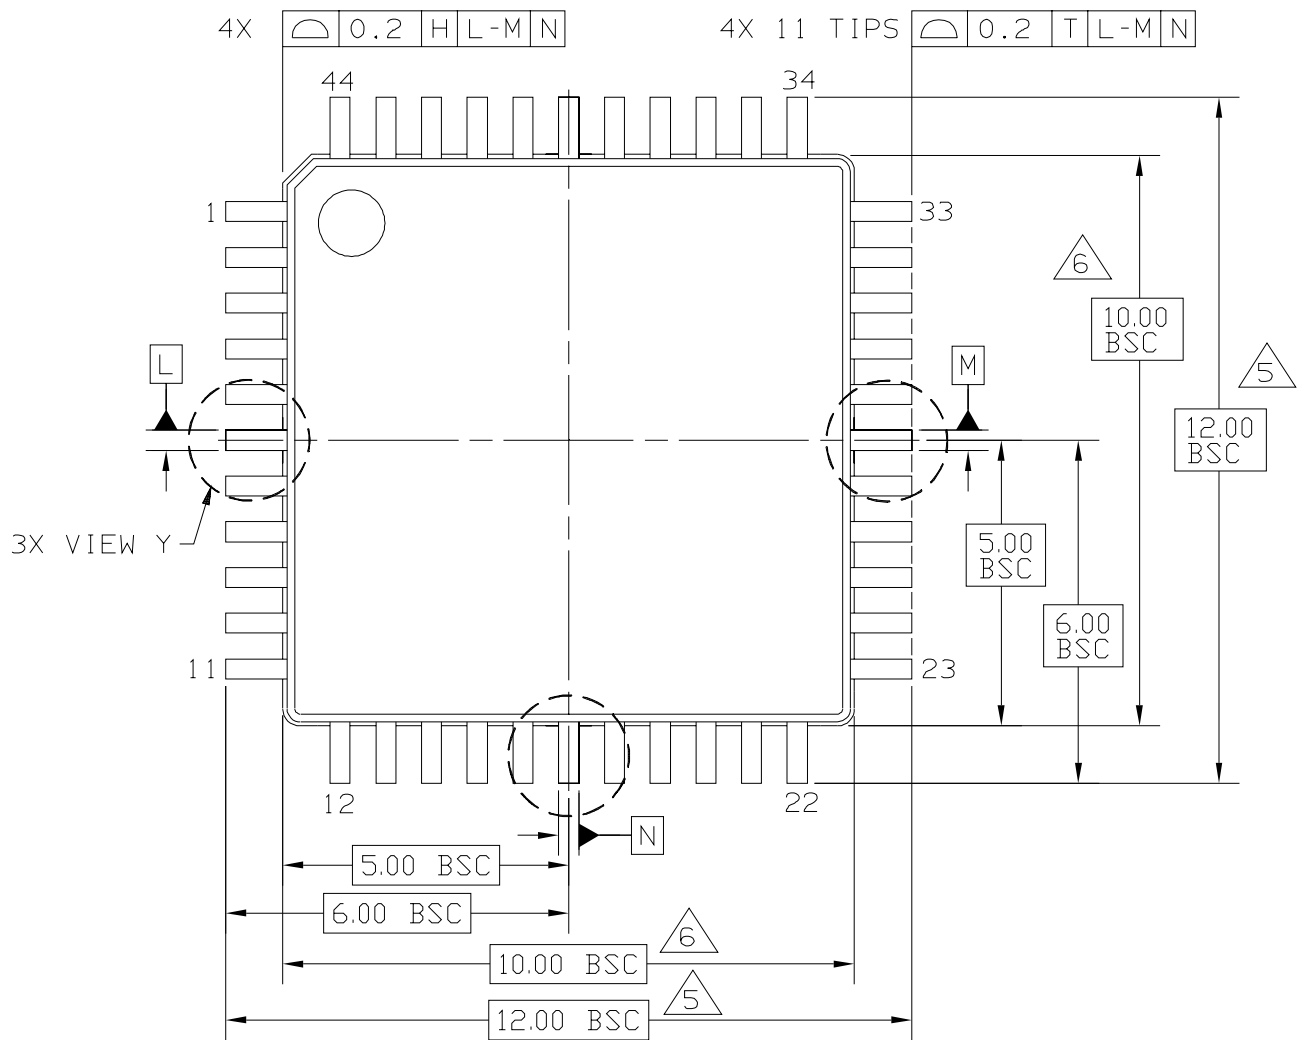 4X 0.2 H L-M N
4X 11 TIPS 0.2 T L-M N
44
34
1
33
6
10.00
BSC
5
L
M
12.00
BSC
3X VIEW Y
5.00
BSC
6.00
BSC
11
23
12
22
N
5.00 BSC
6.00 BSC
6
10.00 BSC
5
12.00 BSC